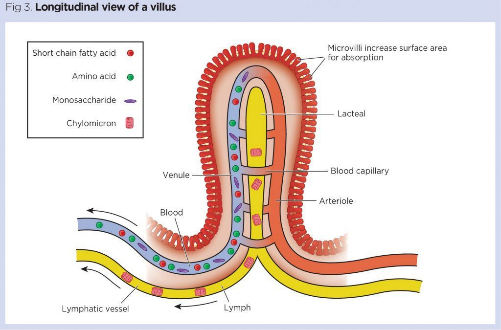 Fig 3. Longitudinal view of a villus
Short chain fatty acid
Amino acid
Monosaccharide
Chylomicron
Microvilli increase surface area
for absorption
Lacteal
Blood capillary
Venule
Arteriole
Blood
Lymphatic vessel
Lymph